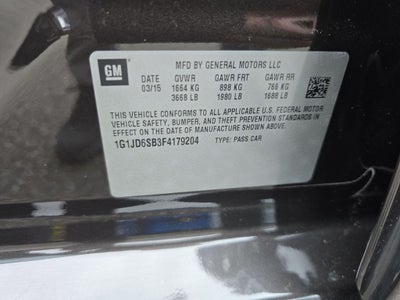 GM
MFD BY GENERAL MOTORS LLC
DATE GVWR GAWR FRT GAWR RR
03/15 1664 KG 898 KG 766 KG
3668 LB 1980 LB 1688 LB
THIS VEHICLE CONFORMS TO ALL APPLICABLE U.S. FEDERAL MOTOR
VEHICLE SAFETY, BUMPER, AND THEFT PREVENTION STANDARDS
IN EFFECT ON THE DATE OF MANUFACTURE SHOWN ABOVE.
1G1JD6SB3F4179204 TYPE: PASS CAR